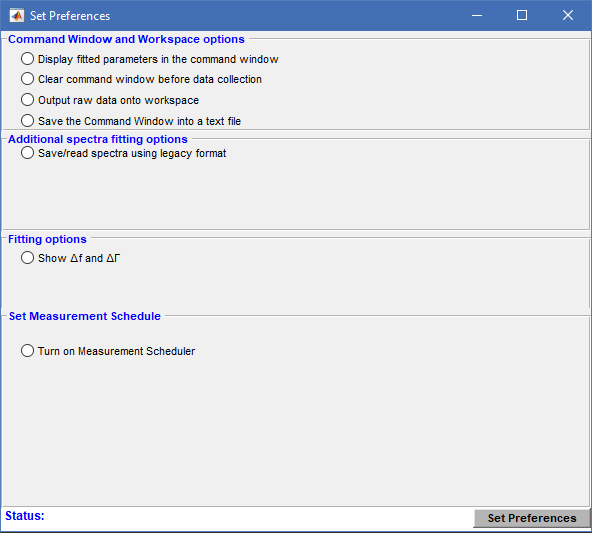 Set Preferences
Command Window and Workspace options
Display fitted parameters in the command window
Clear command window before data collection
Output raw data onto workspace
Save the Command Window into a text file
Additional spectra fitting options
Save/read spectra using legacy format
Fitting options
Show Δf and ΔΓ
Set Measurement Schedule
Turn on Measurement Scheduler
Status:
Set Preferences